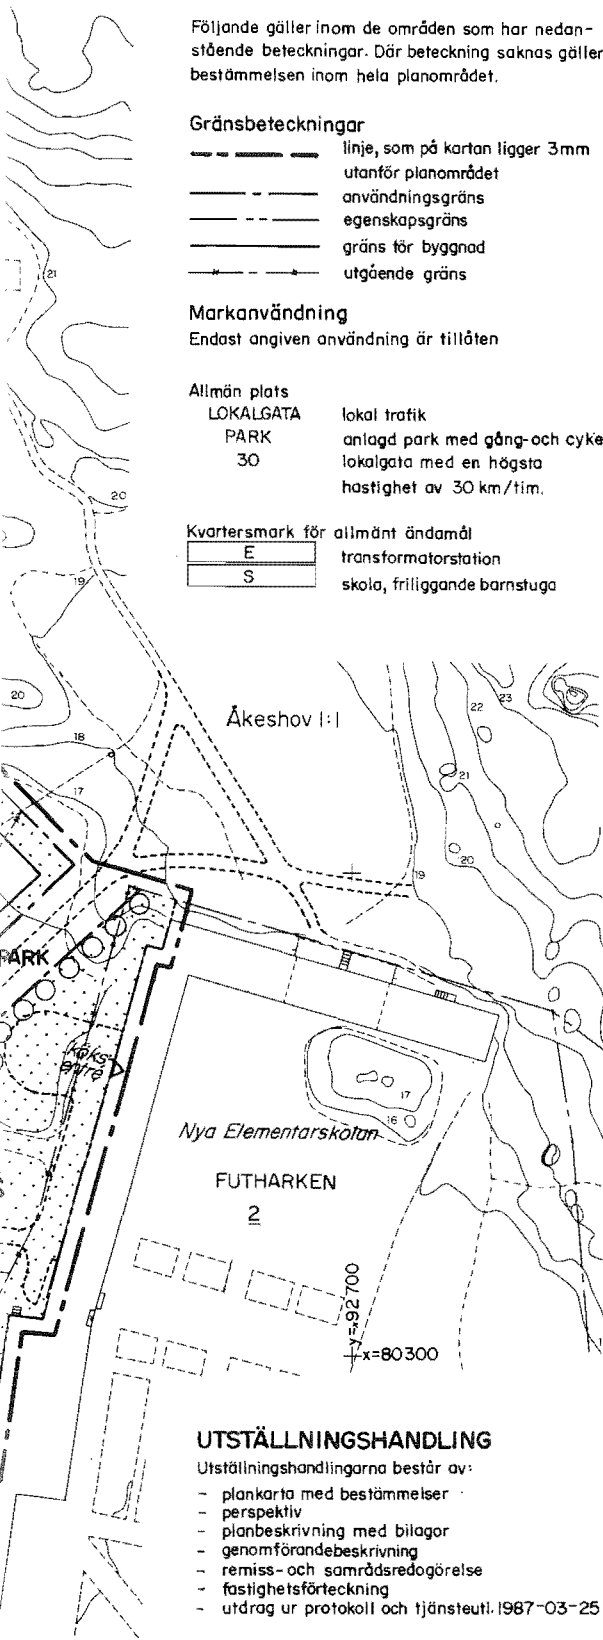 Följande gäller inom de områden som har nedan-
stående beteckningar. Där beteckning saknas gäller
bestämmelsen inom hela planområdet.
Gränsbeteckningar
linje, som på kartan ligger 3mm
utanför planområdet
användningsgräns
egenskapsgräns
gräns för byggnad
utgående gräns
Markanvändning
Endast angiven användning är tillåten
Allmän plats
LOKALGATA lokal trafik
PARK anlagd park med gång-och cyke
30 lokalgata med en högsta
hastighet av 30 km/tim.
Kvartersmark för allmänt ändamål
E transformatorstation
S skola, friliggande barnstuga
21
20
19
20
18
17
Åkeshov 1:1
22
23
21
20
19
PARK
köks-
entré
17
16
Nya Elementarskolan
FUTHARKEN
2
y=92700
x=80300
UTSTÄLLNINGSHANDLING
Utställningshandlingarna består av:
- plankarta med bestämmelser
- perspektiv
- planbeskrivning med bilagor
- genomförandebeskrivning
- remiss- och samrådsredogörelse
- fastighetsförteckning
- utdrag ur protokoll och tjänsteutl. 1987-03-25